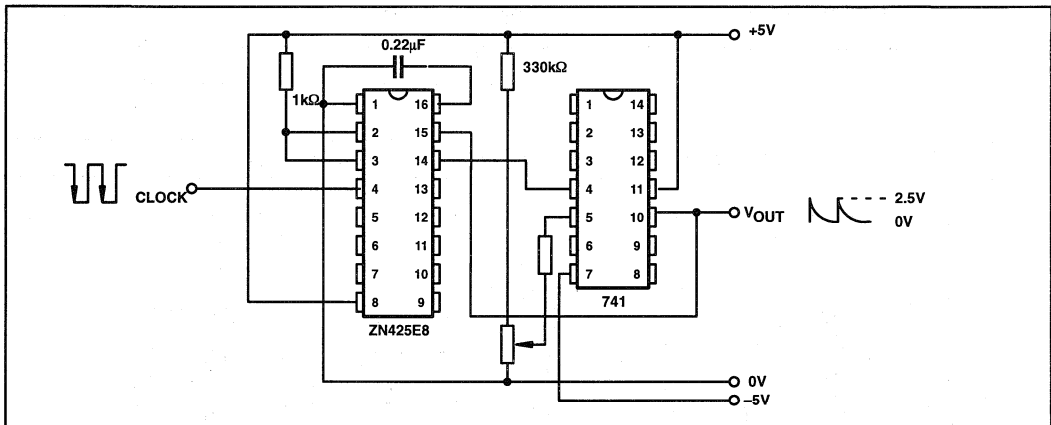 +5V
0.22µF
330kΩ
1kΩ
1 16
2 15
3 14
4 13
5 12
6 11
7 10
8 9
ZN425E8
1 14
2 13
3 12
4 11
5 10
6 9
7 8
741
CLOCK
VOUT
2.5V
0V
0V
–5V